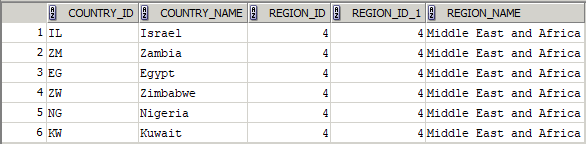 COUNTRY_ID COUNTRY_NAME REGION_ID REGION_ID_1 REGION_NAME
1 IL Israel 4 4 Middle East and Africa
2 ZM Zambia 4 4 Middle East and Africa
3 EG Egypt 4 4 Middle East and Africa
4 ZW Zimbabwe 4 4 Middle East and Africa
5 NG Nigeria 4 4 Middle East and Africa
6 KW Kuwait 4 4 Middle East and Africa